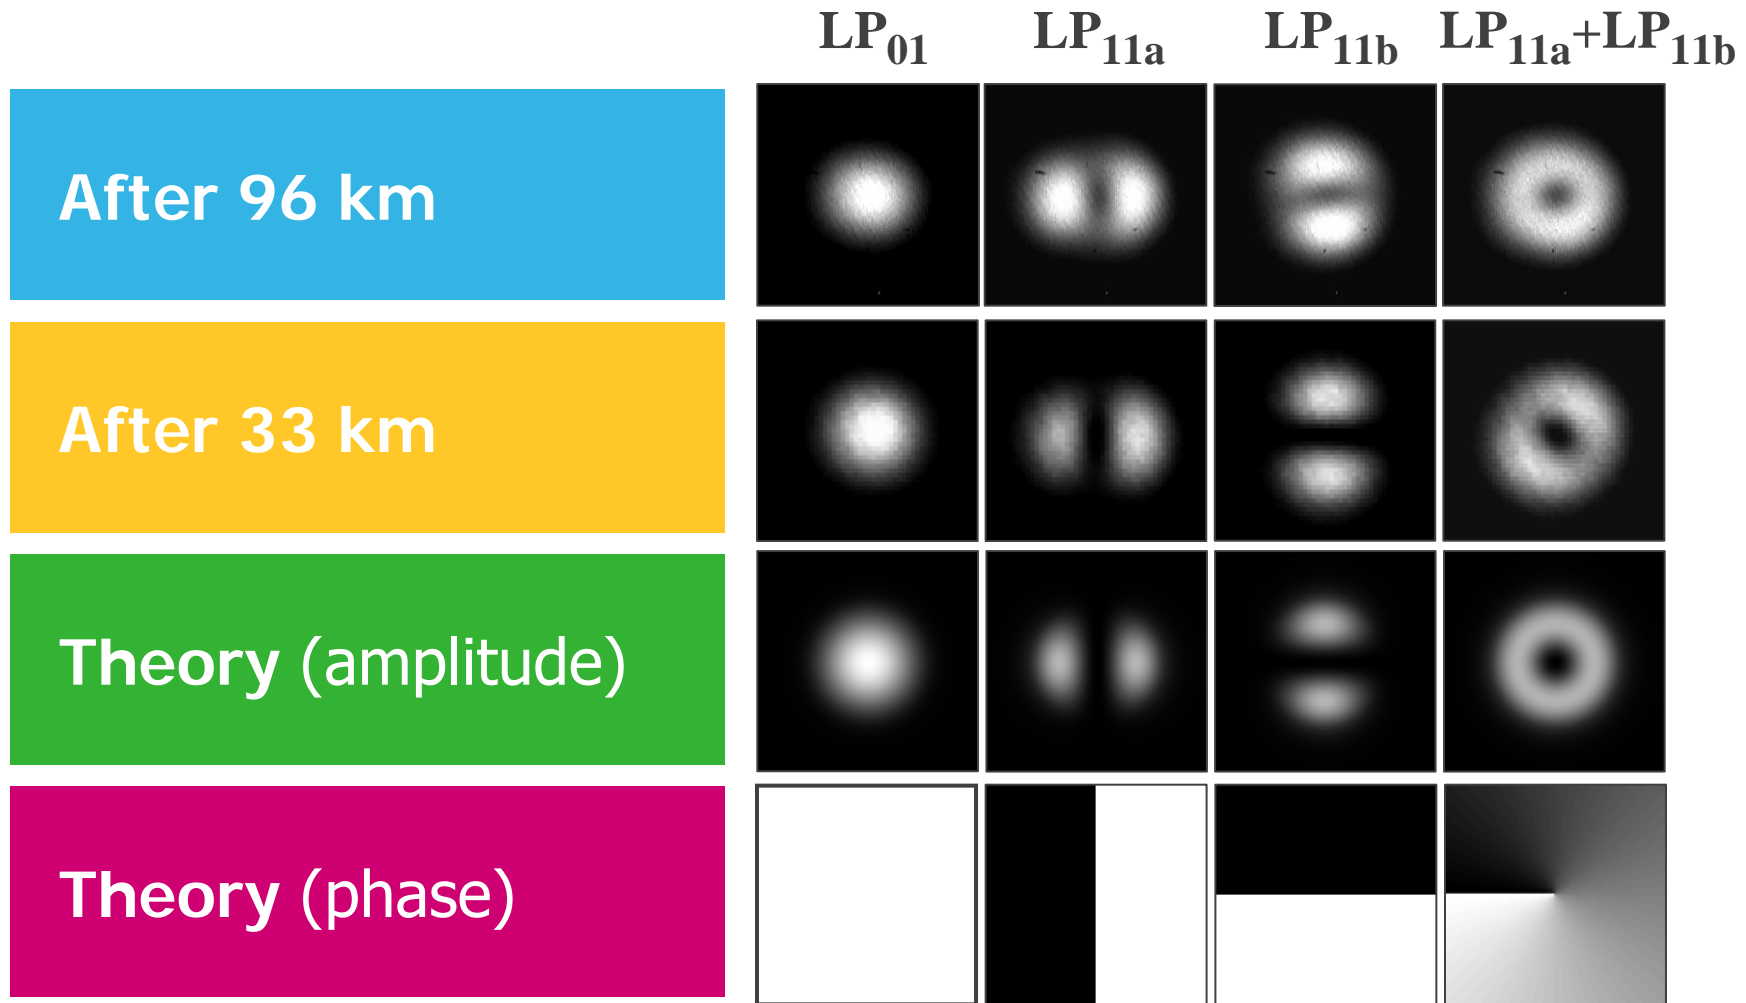 LP01 LP11a LP11b LP11a+LP11b
After 96 km
After 33 km
Theory (amplitude)
Theory (phase)